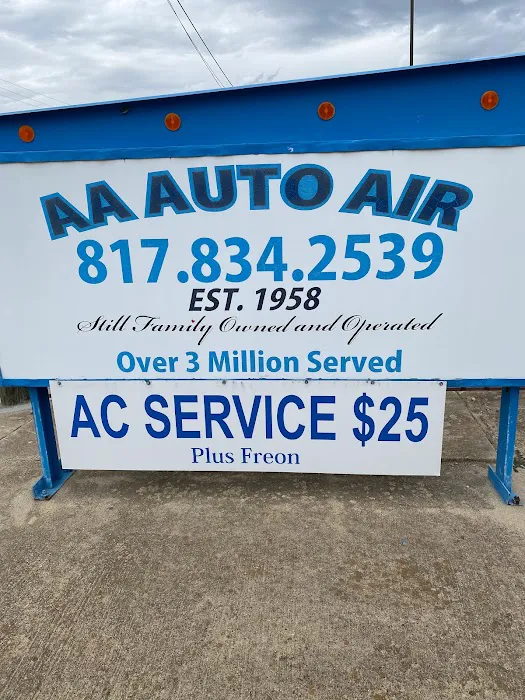 AA AUTO AIR
817.834.2539
EST. 1958
Still Family Owned and Operated
Over 3 Million Served
AC SERVICE $25
Plus Freon